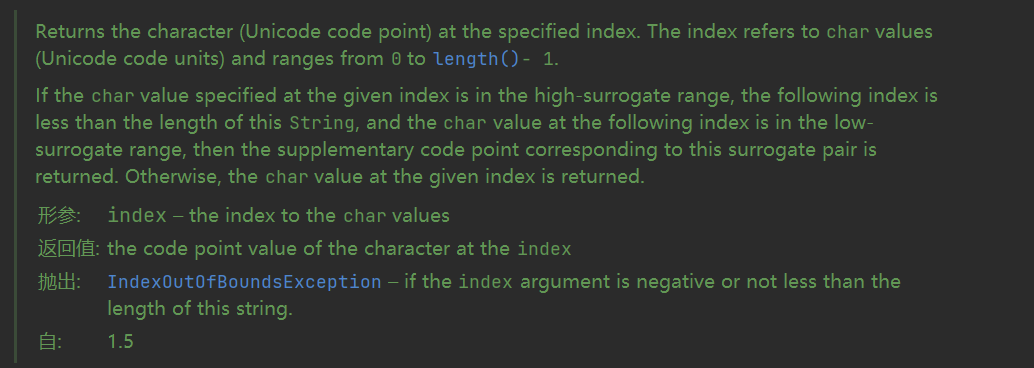 Returns the character (Unicode code point) at the specified index. The index refers to char values
(Unicode code units) and ranges from 0 to length()- 1.
If the char value specified at the given index is in the high-surrogate range, the following index is
less than the length of this String, and the char value at the following index is in the low-
surrogate range, then the supplementary code point corresponding to this surrogate pair is
returned. Otherwise, the char value at the given index is returned.
形参: index – the index to the char values
返回值: the code point value of the character at the index
抛出: IndexOutOfBoundsException – if the index argument is negative or not less than the
length of this string.
自: 1.5